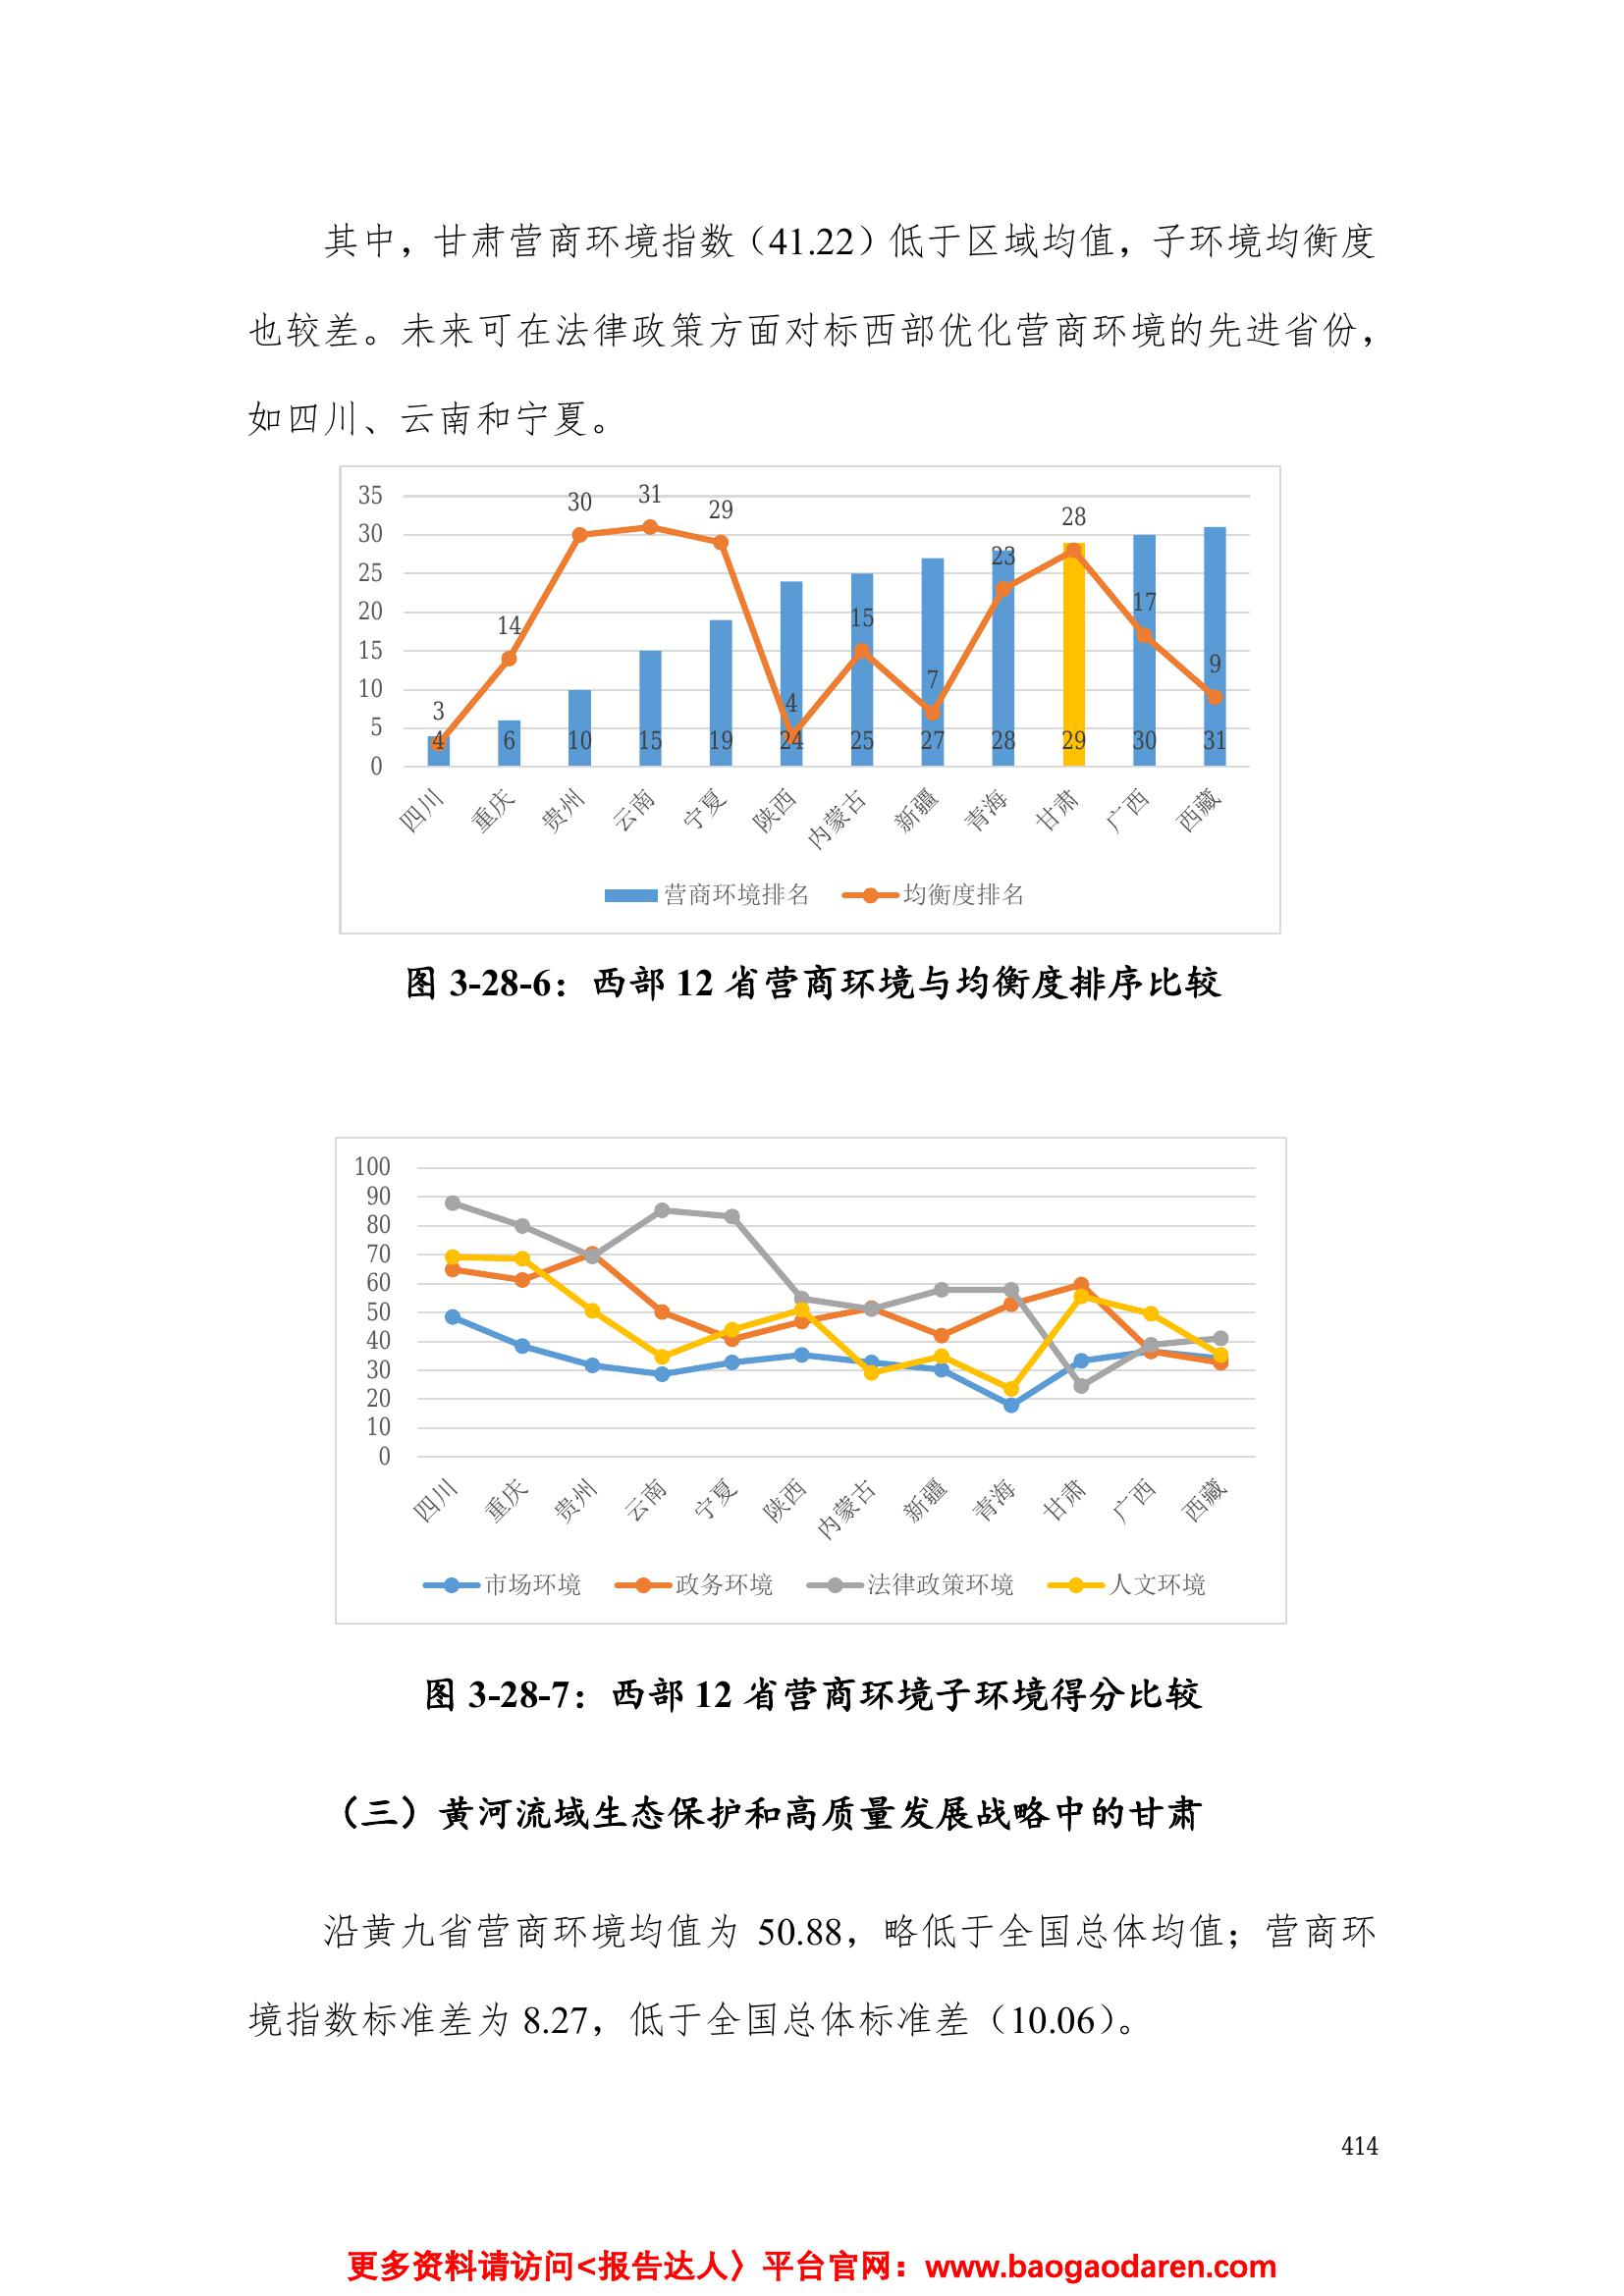 其中，甘肃营商环境指数（41.22）低于区域均值，子环境均衡度
也较差。未来可在法律政策方面对标西部优化营商环境的先进省份，
如四川、云南和宁夏。
35
30
25
20
15
10
5
0
3
14
30
31
29
4
15
7
23
28
17
9
4
6
10
15
19
24
25
27
28
29
30
31
四川
重庆
贵州
云南
宁夏
陕西
内蒙古
新疆
青海
甘肃
广西
西藏
营商环境排名
均衡度排名
图 3-28-6：西部 12 省营商环境与均衡度排序比较
100
90
80
70
60
50
40
30
20
10
0
四川
重庆
贵州
云南
宁夏
陕西
内蒙古
新疆
青海
甘肃
广西
西藏
市场环境
政务环境
法律政策环境
人文环境
图 3-28-7：西部 12 省营商环境子环境得分比较
（三）黄河流域生态保护和高质量发展战略中的甘肃
沿黄九省营商环境均值为 50.88，略低于全国总体均值；营商环
境指数标准差为 8.27，低于全国总体标准差（10.06）。
414
更多资料请访问<报告达人〉平台官网：www.baogaodaren.com